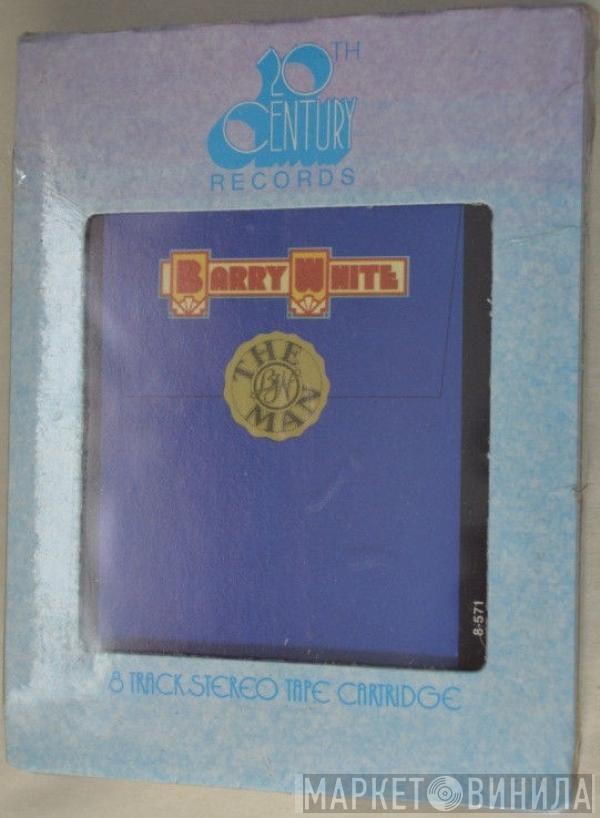 20TH
CENTURY
RECORDS
BARRY WHITE
THE
BW
MAN
8-571
8 TRACK STEREO TAPE CARTRIDGE
МАРКЕТ ВИНИЛА